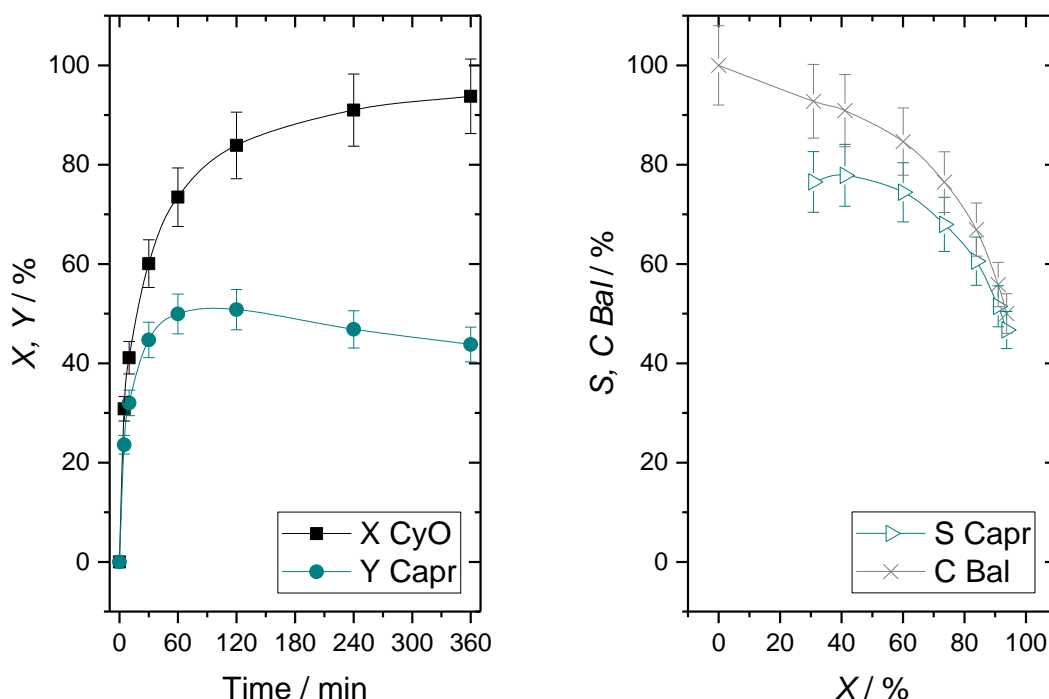 X, Y / %
100
80
60
40
20
0
0 60 120 180 240 300 360
Time / min
X CyO
Y Capr
S, C Bal / %
100
80
60
40
20
0
0 20 40 60 80 100
X / %
S Capr
C Bal